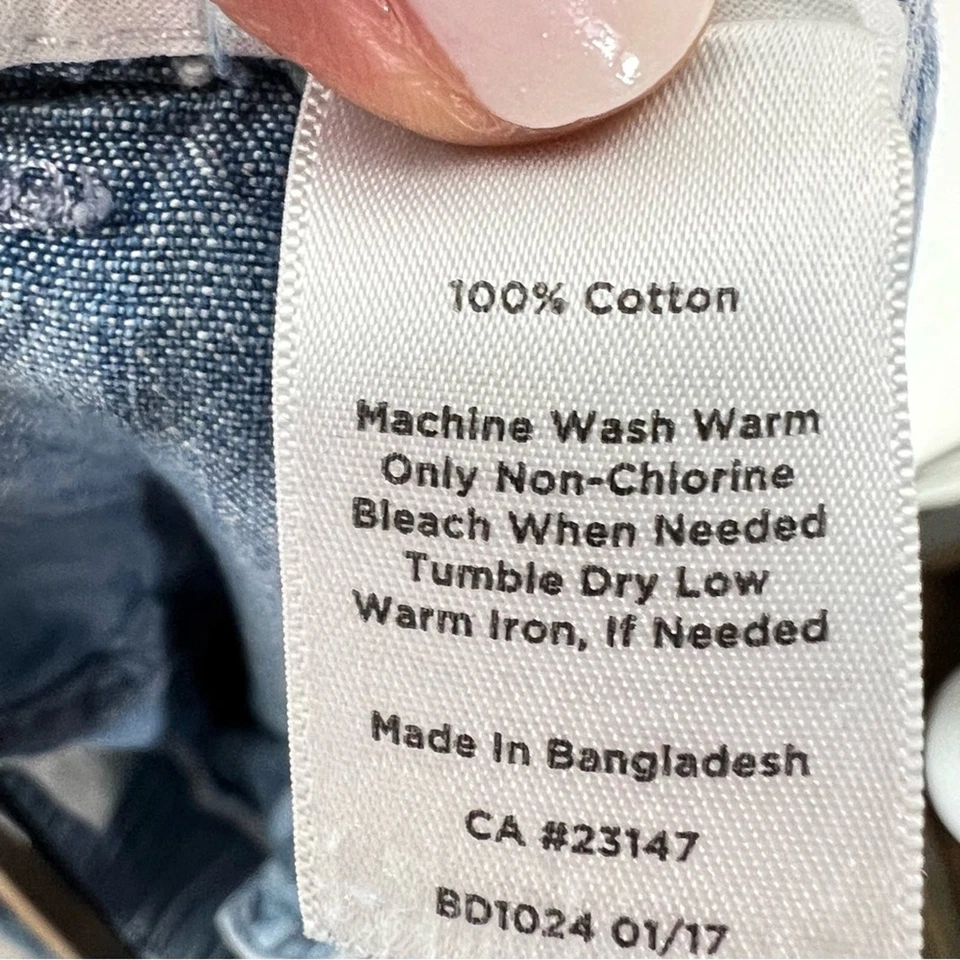 100% Cotton
Machine Wash Warm
Only Non-Chlorine
Bleach When Needed
Tumble Dry Low
Warm Iron, If Needed
Made In Bangladesh
CA #23147
BD1024 01/17